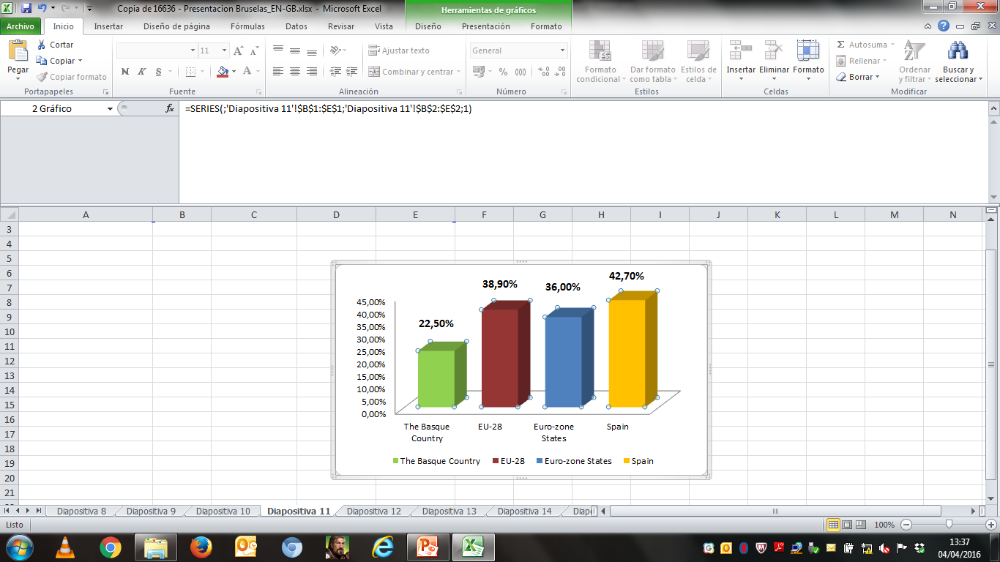 Copia de 16636 - Presentacion Bruselas_EN-GB.xlsx - Microsoft Excel
Herramientas de gráficos
Archivo Inicio Insertar Diseño de página Fórmulas Datos Revisar Vista Diseño Presentación Formato
Pegar
Cortar
Copiar
Copiar formato
Portapapeles
11
N K S
Fuente
Ajustar texto
Combinar y centrar
Alineación
General
% 000
Número
Formato condicional
Dar formato como tabla
Estilos de celda
Estilos
Insertar Eliminar Formato
Celdas
Autosuma
Rellenar
Borrar
Ordenar y filtrar
Buscar y seleccionar
Modificar
2 Gráfico
fx
=SERIES(;'Diapositiva 11'!$B$1:$E$1;'Diapositiva 11'!$B$2:$E$2;1)
A B C D E F G H I J K L M N
3
4
5
6
7
8
9
10
11
12
13
14
15
16
17
18
19
20
21
22,50%
38,90%
36,00%
42,70%
45,00%
40,00%
35,00%
30,00%
25,00%
20,00%
15,00%
10,00%
5,00%
0,00%
The Basque
Country
EU-28
Euro-zone
States
Spain
The Basque Country EU-28 Euro-zone States Spain
Diapositiva 8 Diapositiva 9 Diapositiva 10 Diapositiva 11 Diapositiva 12 Diapositiva 13 Diapositiva 14
Listo
100%
13:37
04/04/2016